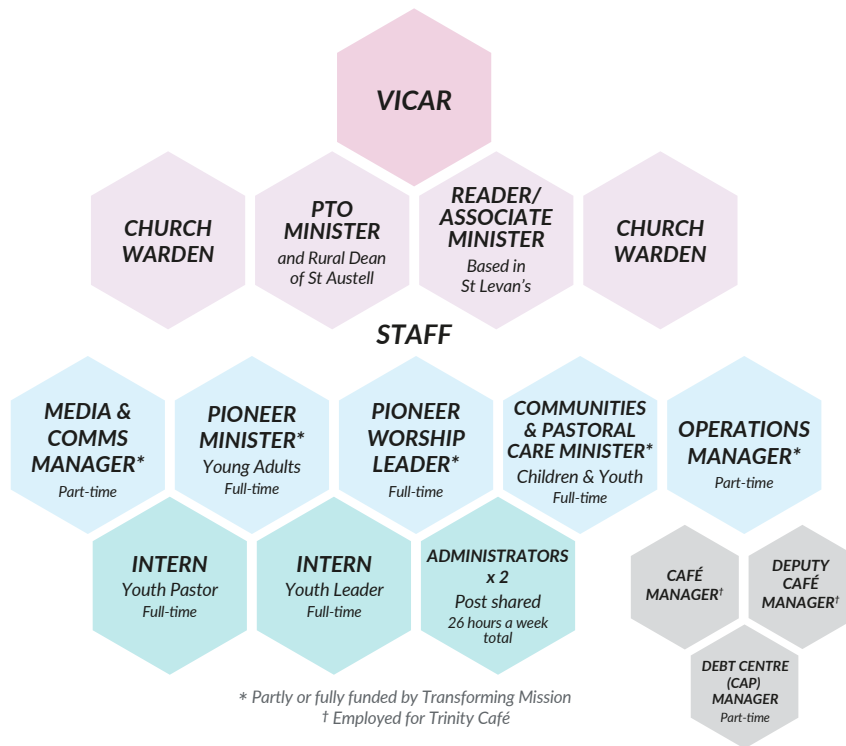 VICAR
CHURCH
WARDEN
PTO
MINISTER
and Rural Dean
of St Austell
READER/
ASSOCIATE
MINISTER
Based in
St Levan's
CHURCH
WARDEN
STAFF
MEDIA &
COMMS
MANAGER*
Part-time
PIONEER
MINISTER*
Young Adults
Full-time
PIONEER
WORSHIP
LEADER*
Full-time
COMMUNITIES
& PASTORAL
CARE MINISTER*
Children & Youth
Full-time
OPERATIONS
MANAGER*
Part-time
INTERN
Youth Pastor
Full-time
INTERN
Youth Leader
Full-time
ADMINISTRATORS
x 2
Post shared
26 hours a week
total
CAFÉ
MANAGER†
DEPUTY
CAFÉ
MANAGER†
DEBT CENTRE
(CAP)
MANAGER
Part-time
* Partly or fully funded by Transforming Mission
† Employed for Trinity Café